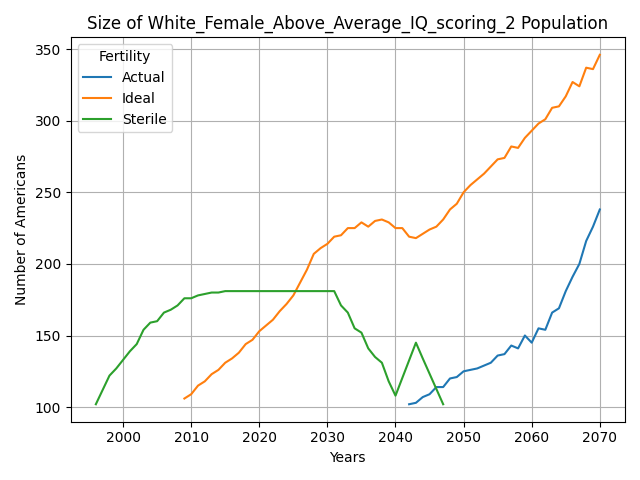 Size of White_Female_Above_Average_IQ_scoring_2 Population
350
300
250
200
150
100
Number of Americans
Fertility
Actual
Ideal
Sterile
2000 2010 2020 2030 2040 2050 2060 2070
Years